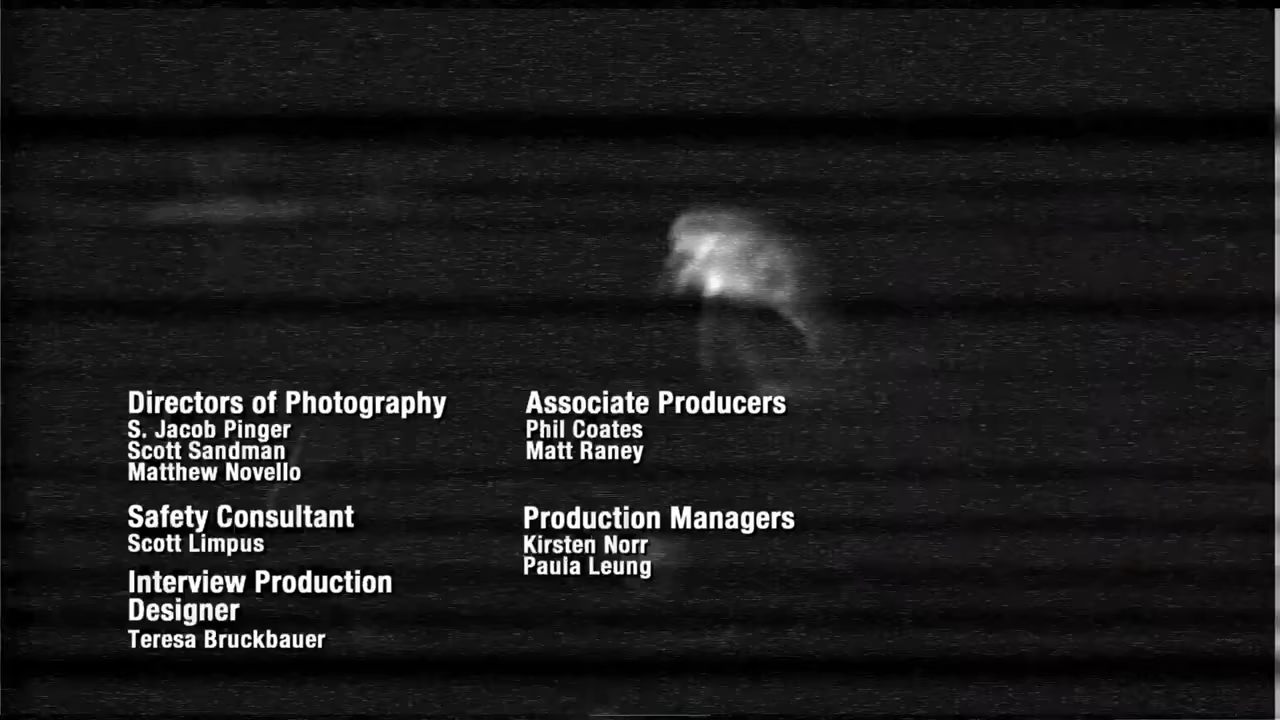 Directors of Photography
S. Jacob Pinger
Scott Sandman
Matthew Novello
Safety Consultant
Scott Limpus
Interview Production
Designer
Teresa Bruckbauer
Associate Producers
Phil Coates
Matt Raney
Production Managers
Kirsten Norr
Paula Leung